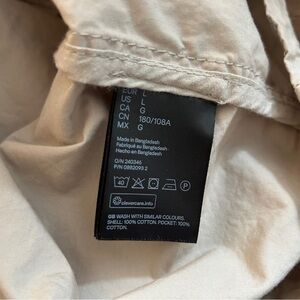 EUR L
US L
CA G
CN 180/108A
MX G
Made in Bangladesh
Fabriqué au Bangladesh
Hecho en Bangladesh
O/N 240345
P/N 0882093 2
40
P
clevercare.info
GB WASH WITH SIMILAR COLOURS.
SHELL: 100% COTTON. POCKET: 100%
COTTON.